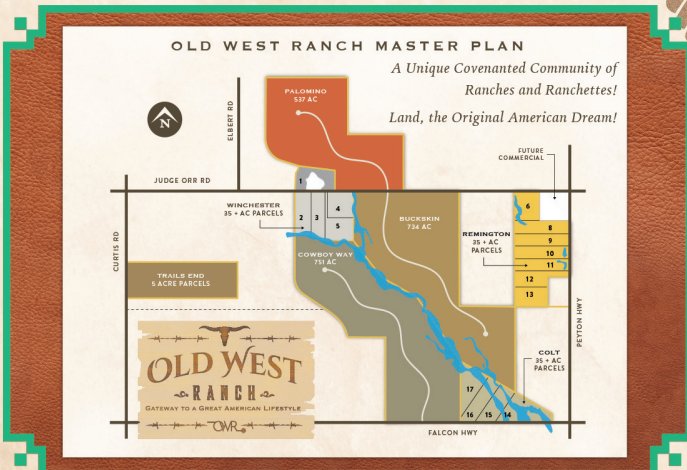 OLD WEST RANCH MASTER PLAN
A Unique Covenanted Community of
Ranches and Ranchettes!
Land, the Original American Dream!
PALOMINO
537 AC
N
ELBERT RD
FUTURE
COMMERCIAL
JUDGE ORR RD
1
WINCHESTER
35 + AC PARCELS
2
3
4
5
BUCKSKIN
734 AC
6
REMINGTON
35 + AC
PARCELS
8
9
10
11
12
13
CURTIS RD
COWBOY WAY
751 AC
TRAILS END
5 ACRE PARCELS
PEYTON HWY
OLD WEST
RANCH
GATEWAY TO A GREAT AMERICAN LIFESTYLE
OWR
COLT
35 + AC
PARCELS
17
16
15
14
FALCON HWY